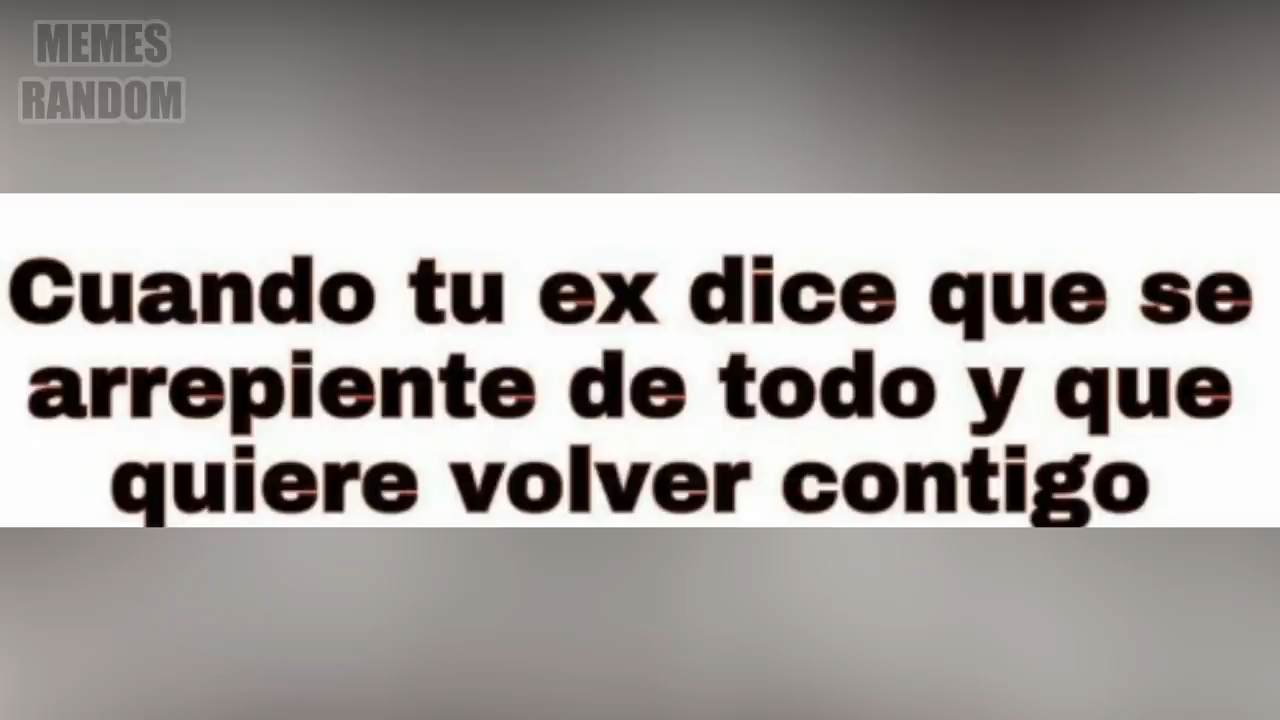 MEMES
RANDOM
Cuando tu ex dice que se
arrepiente de todo y que
quiere volver contigo